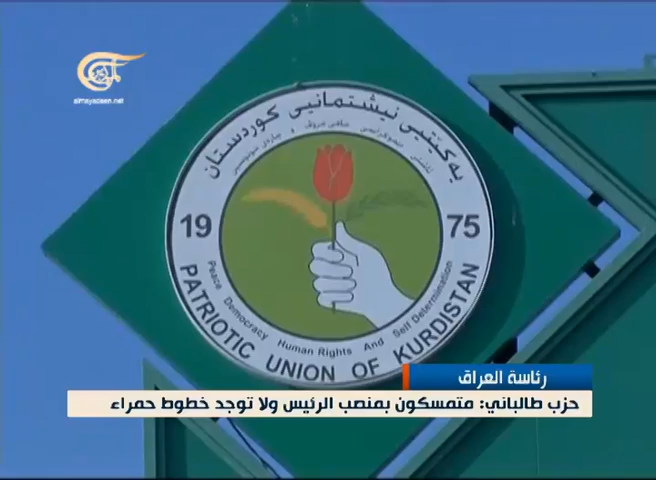 الميادين
almayadeen.net
یەکێتیی نیشتمانیی کوردستان
19 75
Peace Democracy Human Rights And Self Determination
PATRIOTIC UNION OF KURDISTAN
رئاسة العراق
حزب طالباني: متمسكون بمنصب الرئيس ولا توجد خطوط حمراء